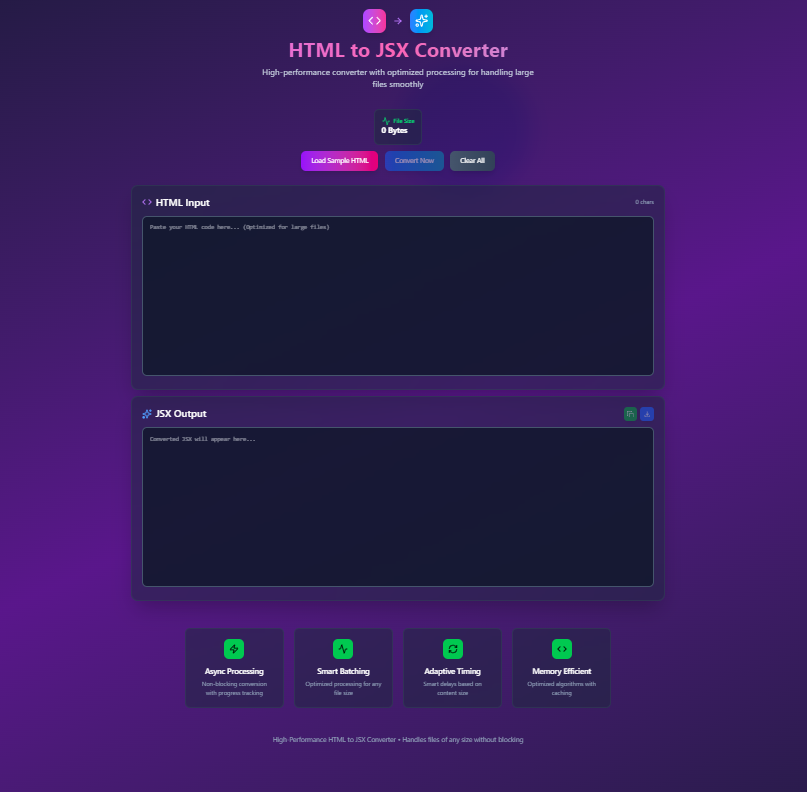 HTML to JSX Converter
High-performance converter with optimized processing for handling large
files smoothly
File Size
0 Bytes
Load Sample HTML
Convert Now
Clear All
HTML Input
0 chars
Paste your HTML code here... (Optimized for large files)
JSX Output
Converted JSX will appear here...
Async Processing
Non-blocking conversion
with progress tracking
Smart Batching
Optimized processing for any
file size
Adaptive Timing
Smart delays based on
content size
Memory Efficient
Optimized algorithms with
caching
High-Performance HTML to JSX Converter • Handles files of any size without blocking